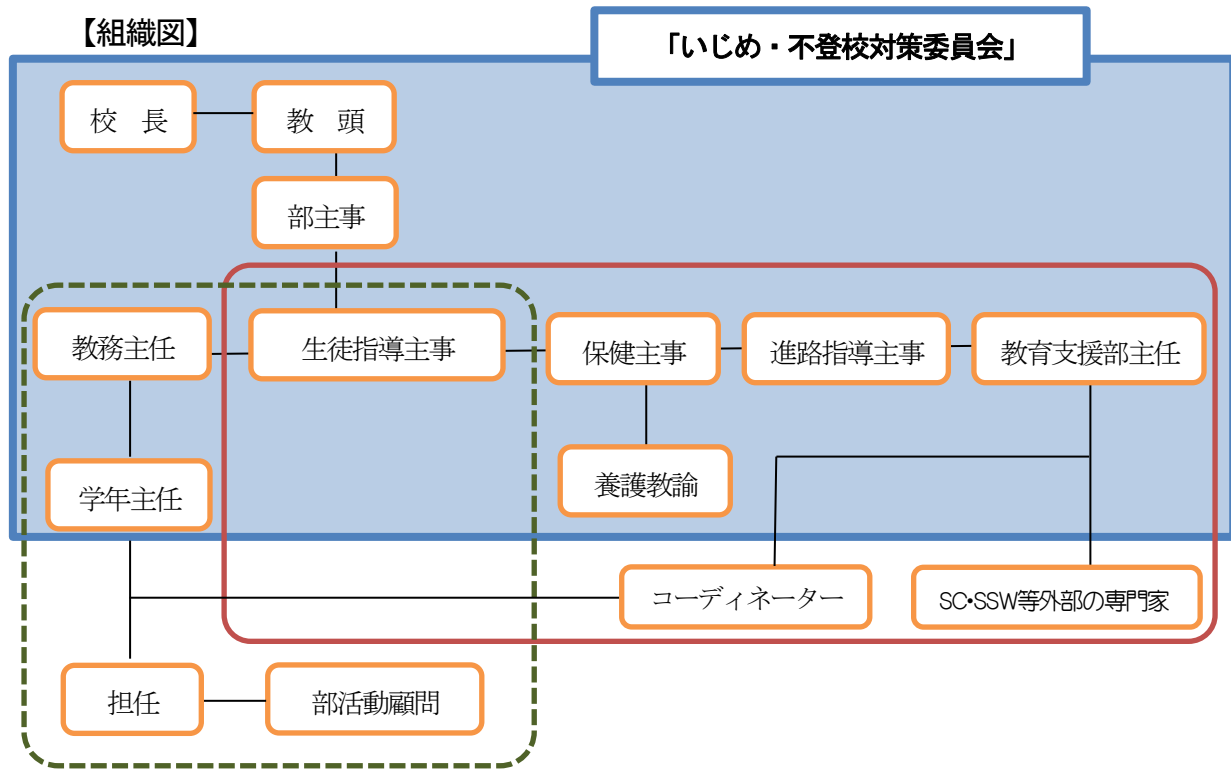 【組織図】
「いじめ・不登校対策委員会」
校　長
教　頭
部主事
教務主任
生徒指導主事
保健主事
進路指導主事
教育支援部主任
学年主任
養護教諭
コーディネーター
SC・SSW等外部の専門家
担任
部活動顧問